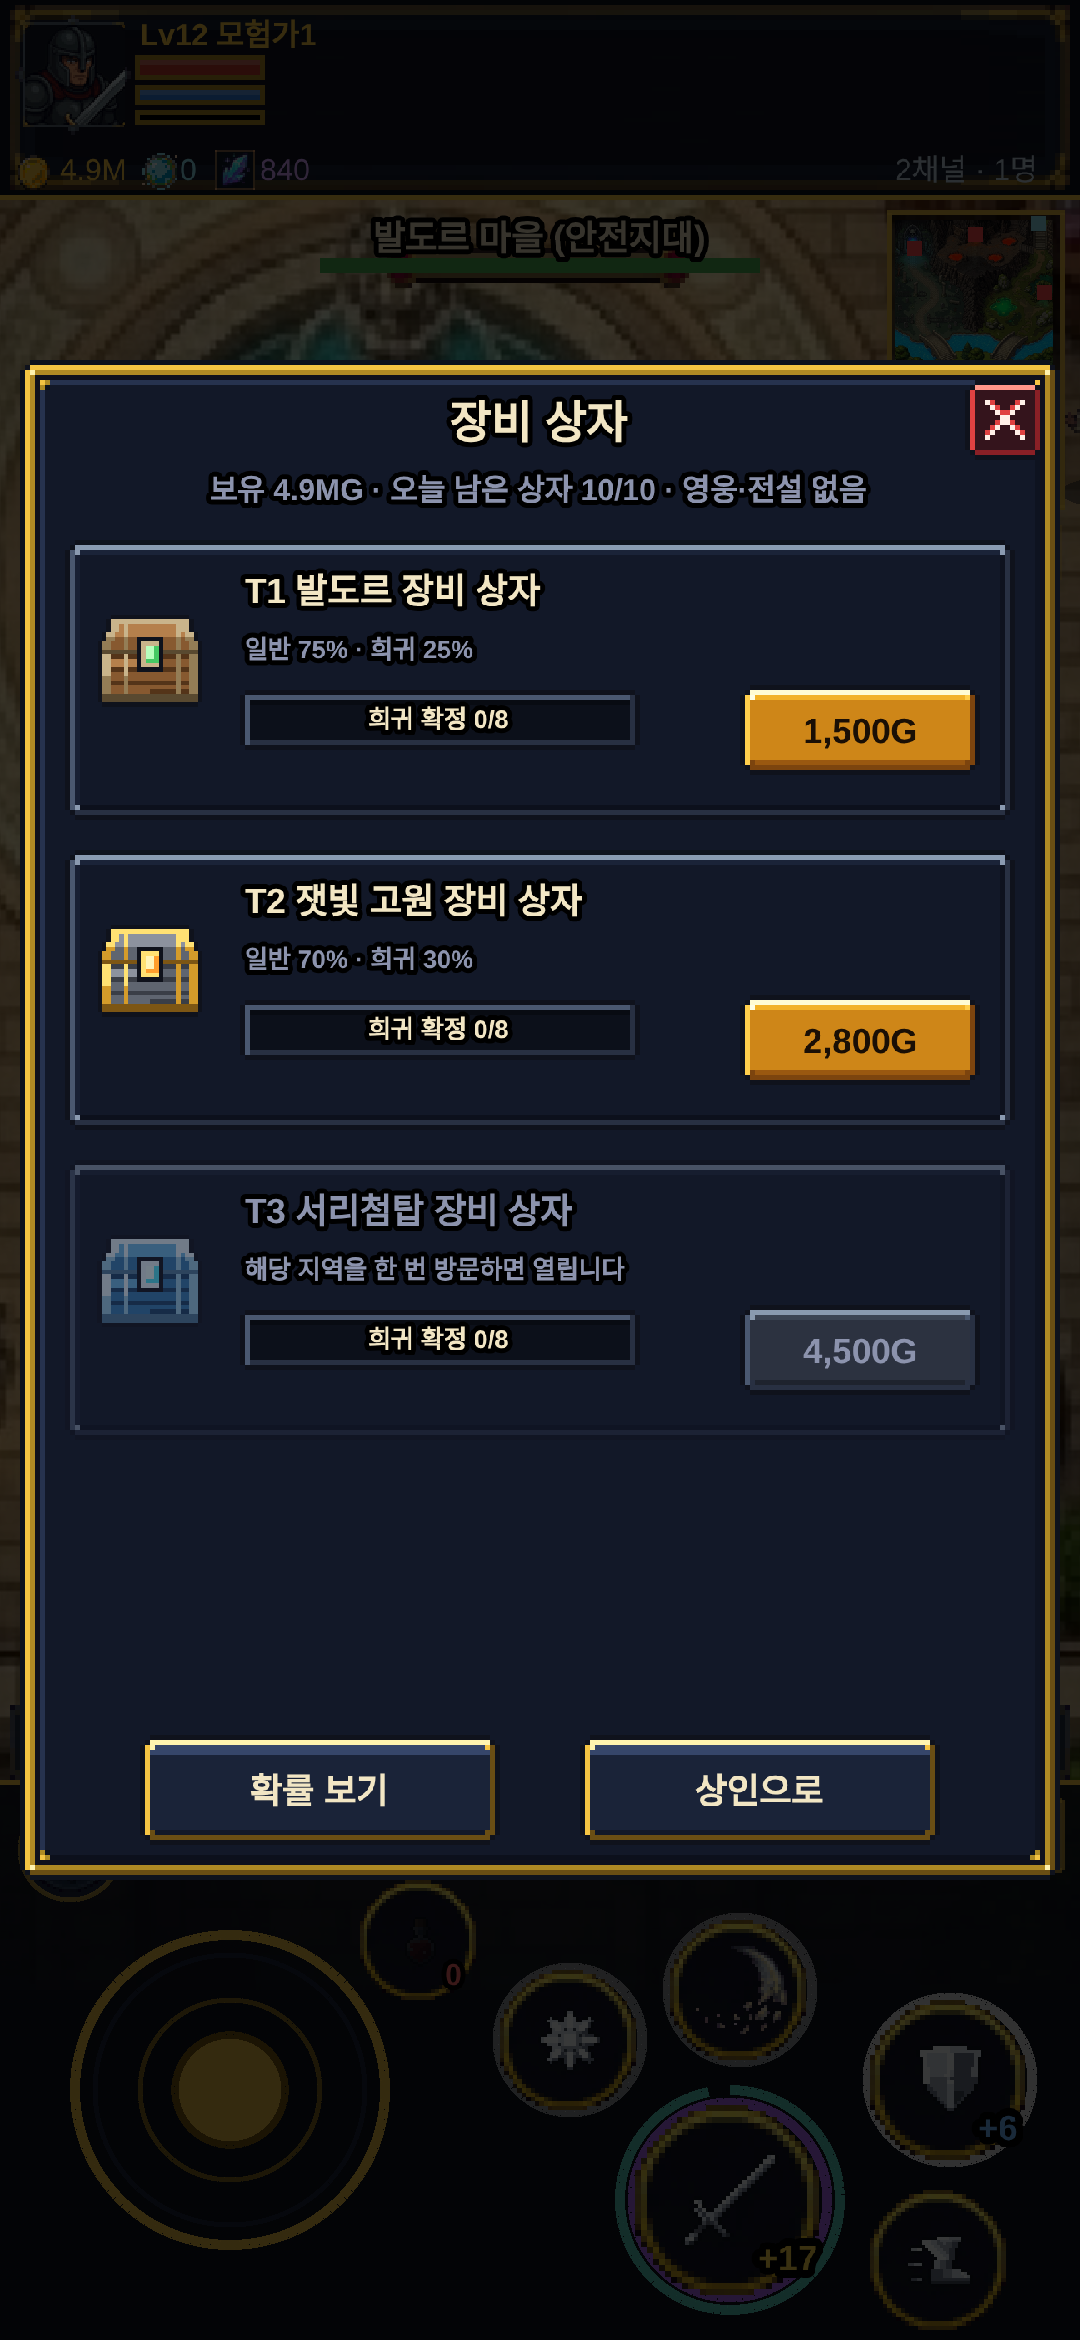 Lv12 모험가1
4.9M 0 840 2채널 · 1명
발도르 마을 (안전지대)
장비 상자
보유 4.9MG · 오늘 남은 상자 10/10 · 영웅·전설 없음
T1 발도르 장비 상자
일반 75% · 희귀 25%
희귀 확정 0/8
1,500G
T2 잿빛 고원 장비 상자
일반 70% · 희귀 30%
희귀 확정 0/8
2,800G
T3 서리첨탑 장비 상자
해당 지역을 한 번 방문하면 열립니다
희귀 확정 0/8
4,500G
확률 보기
상인으로
0
+6
+17